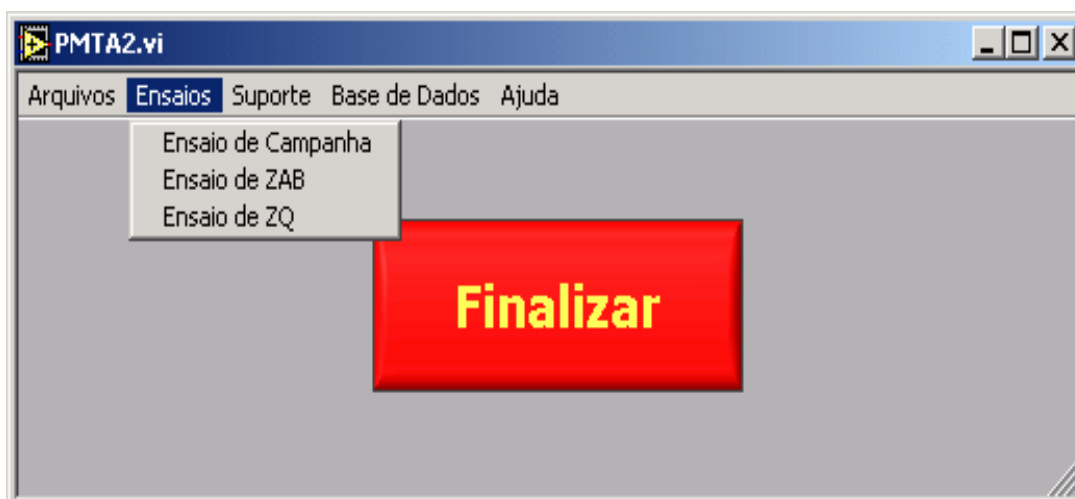 PMTA2.vi
Arquivos Ensaios Suporte Base de Dados Ajuda
Ensaio de Campanha
Ensaio de ZAB
Ensaio de ZQ
Finalizar